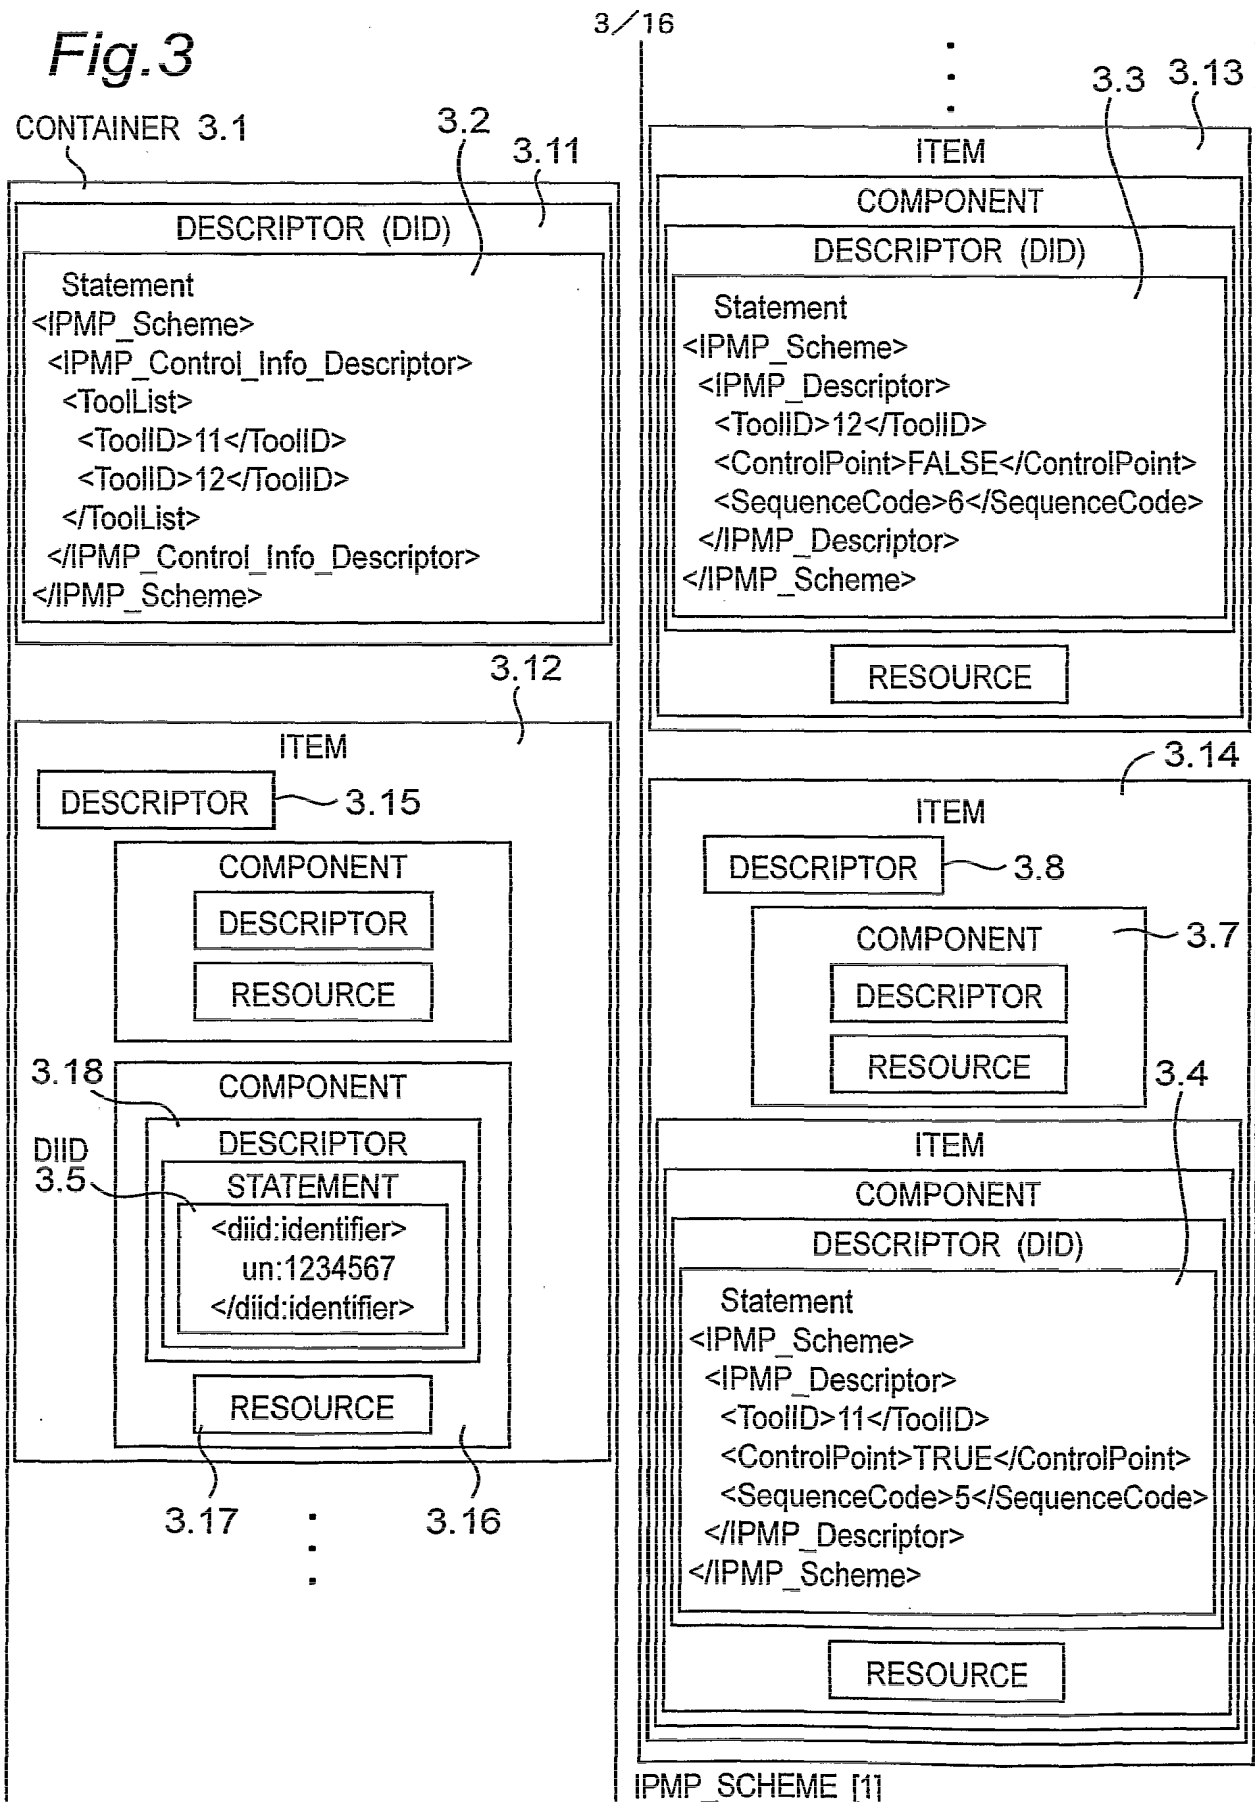 3/16
Fig.3
CONTAINER 3.1
3.2
3.11
DESCRIPTOR (DID)
Statement
<IPMP_Scheme>
<IPMP_Control_Info_Descriptor>
<ToolList>
<ToolID>11</ToolID>
<ToolID>12</ToolID>
</ToolList>
</IPMP_Control_Info_Descriptor>
</IPMP_Scheme>
3.12
ITEM
DESCRIPTOR
3.15
COMPONENT
DESCRIPTOR
RESOURCE
3.18
COMPONENT
DESCRIPTOR
DIID
3.5
STATEMENT
<diid:identifier>
un:1234567
</diid:identifier>
RESOURCE
3.17
3.16
3.3
3.13
ITEM
COMPONENT
DESCRIPTOR (DID)
Statement
<IPMP_Scheme>
<IPMP_Descriptor>
<ToolID>12</ToolID>
<ControlPoint>FALSE</ControlPoint>
<SequenceCode>6</SequenceCode>
</IPMP_Descriptor>
</IPMP_Scheme>
RESOURCE
3.14
ITEM
DESCRIPTOR
3.8
COMPONENT
3.7
DESCRIPTOR
RESOURCE
3.4
ITEM
COMPONENT
DESCRIPTOR (DID)
Statement
<IPMP_Scheme>
<IPMP_Descriptor>
<ToolID>11</ToolID>
<ControlPoint>TRUE</ControlPoint>
<SequenceCode>5</SequenceCode>
</IPMP_Descriptor>
</IPMP_Scheme>
RESOURCE
IPMP_SCHEME [1]